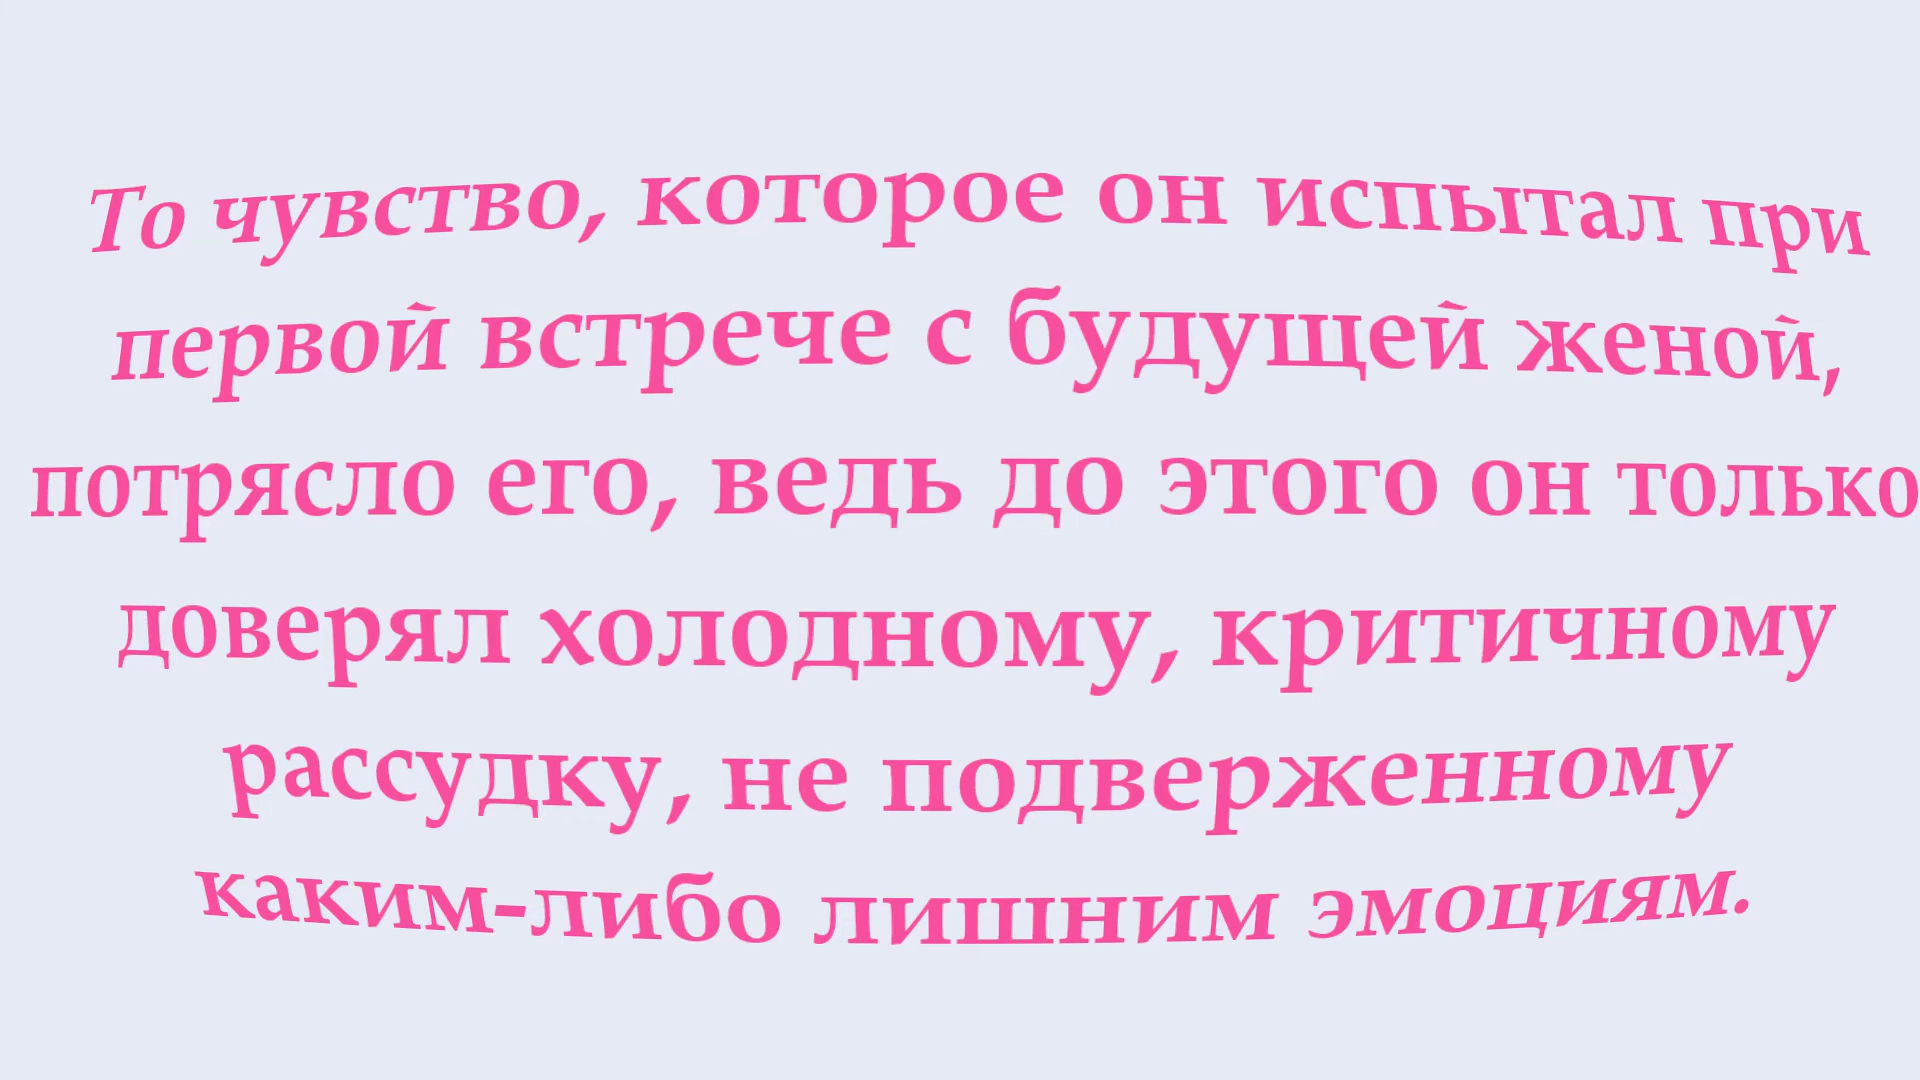 То чувство, которое он испытал при
первой встрече с будущей женой,
потрясло его, ведь до этого он только
доверял холодному, критичному
рассудку, не подверженному
каким-либо лишним эмоциям.